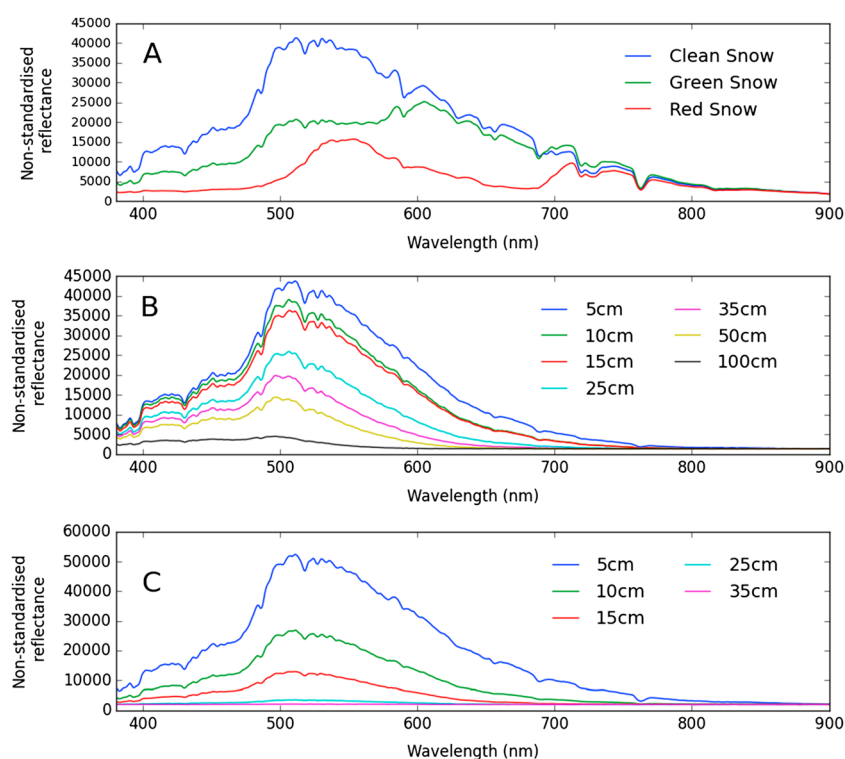 A
Clean Snow
Green Snow
Red Snow
Non-standardised
reflectance
45000
40000
35000
30000
25000
20000
15000
10000
5000
0
400 500 600 700 800 900
Wavelength (nm)
B
5cm 35cm
10cm 50cm
15cm 100cm
25cm
Non-standardised
reflectance
45000
40000
35000
30000
25000
20000
15000
10000
5000
0
400 500 600 700 800 900
Wavelength (nm)
C
5cm 25cm
10cm 35cm
15cm
Non-standardised
reflectance
60000
50000
40000
30000
20000
10000
0
400 500 600 700 800 900
Wavelength (nm)